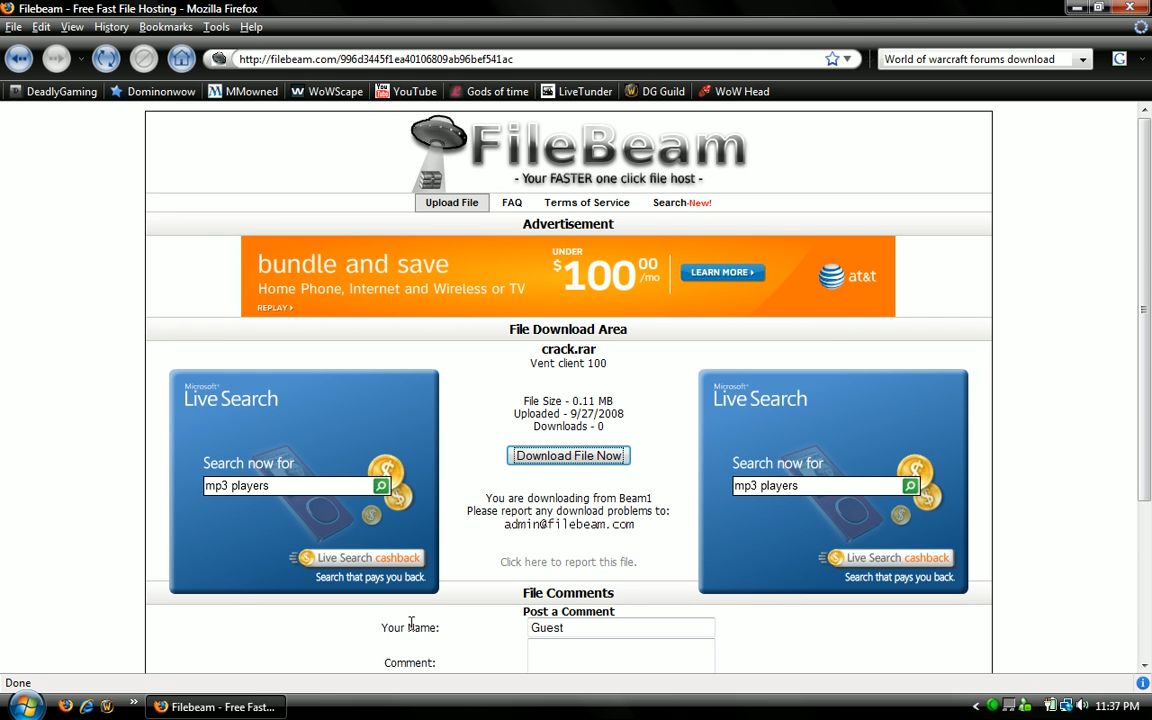 Filebeam - Free Fast File Hosting - Mozilla Firefox
File Edit View History Bookmarks Tools Help
http://filebeam.com/996d3445f1ea40106809ab96bef541ac
World of warcraft forums download
G
DeadlyGaming Dominonwow MMowned WoWScape YouTube Gods of time LiveTunder DG Guild WoW Head
FileBeam
- Your FASTER one click file host -
Upload File FAQ Terms of Service Search-New!
Advertisement
bundle and save
Home Phone, Internet and Wireless or TV
REPLAY
UNDER
$100.00/mo
LEARN MORE
at&t
File Download Area
crack.rar
Vent client 100
Microsoft®
Live Search
Search now for
mp3 players
Live Search cashback
Search that pays you back.
File Size - 0.11 MB
Uploaded - 9/27/2008
Downloads - 0
Download File Now
You are downloading from Beam1
Please report any download problems to:
admin@filebeam.com
Click here to report this file.
Microsoft®
Live Search
Search now for
mp3 players
Live Search cashback
Search that pays you back.
File Comments
Post a Comment
Your Name: Guest
Comment:
Done
Filebeam - Free Fast...
11:37 PM